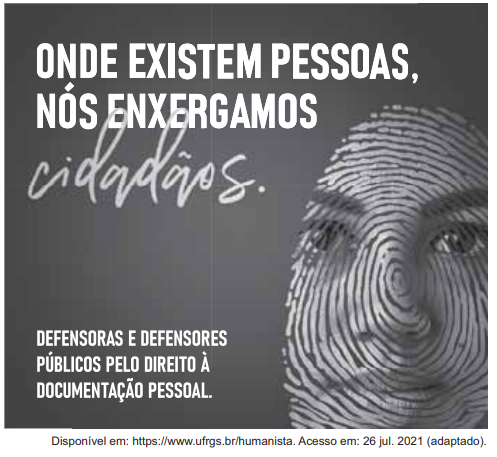 ONDE EXISTEM PESSOAS,
NÓS ENXERGAMOS
cidadãos.
DEFENSORAS E DEFENSORES
PÚBLICOS PELO DIREITO À
DOCUMENTAÇÃO PESSOAL.
Disponível em: https://www.ufrgs.br/humanista. Acesso em: 26 jul. 2021 (adaptado).